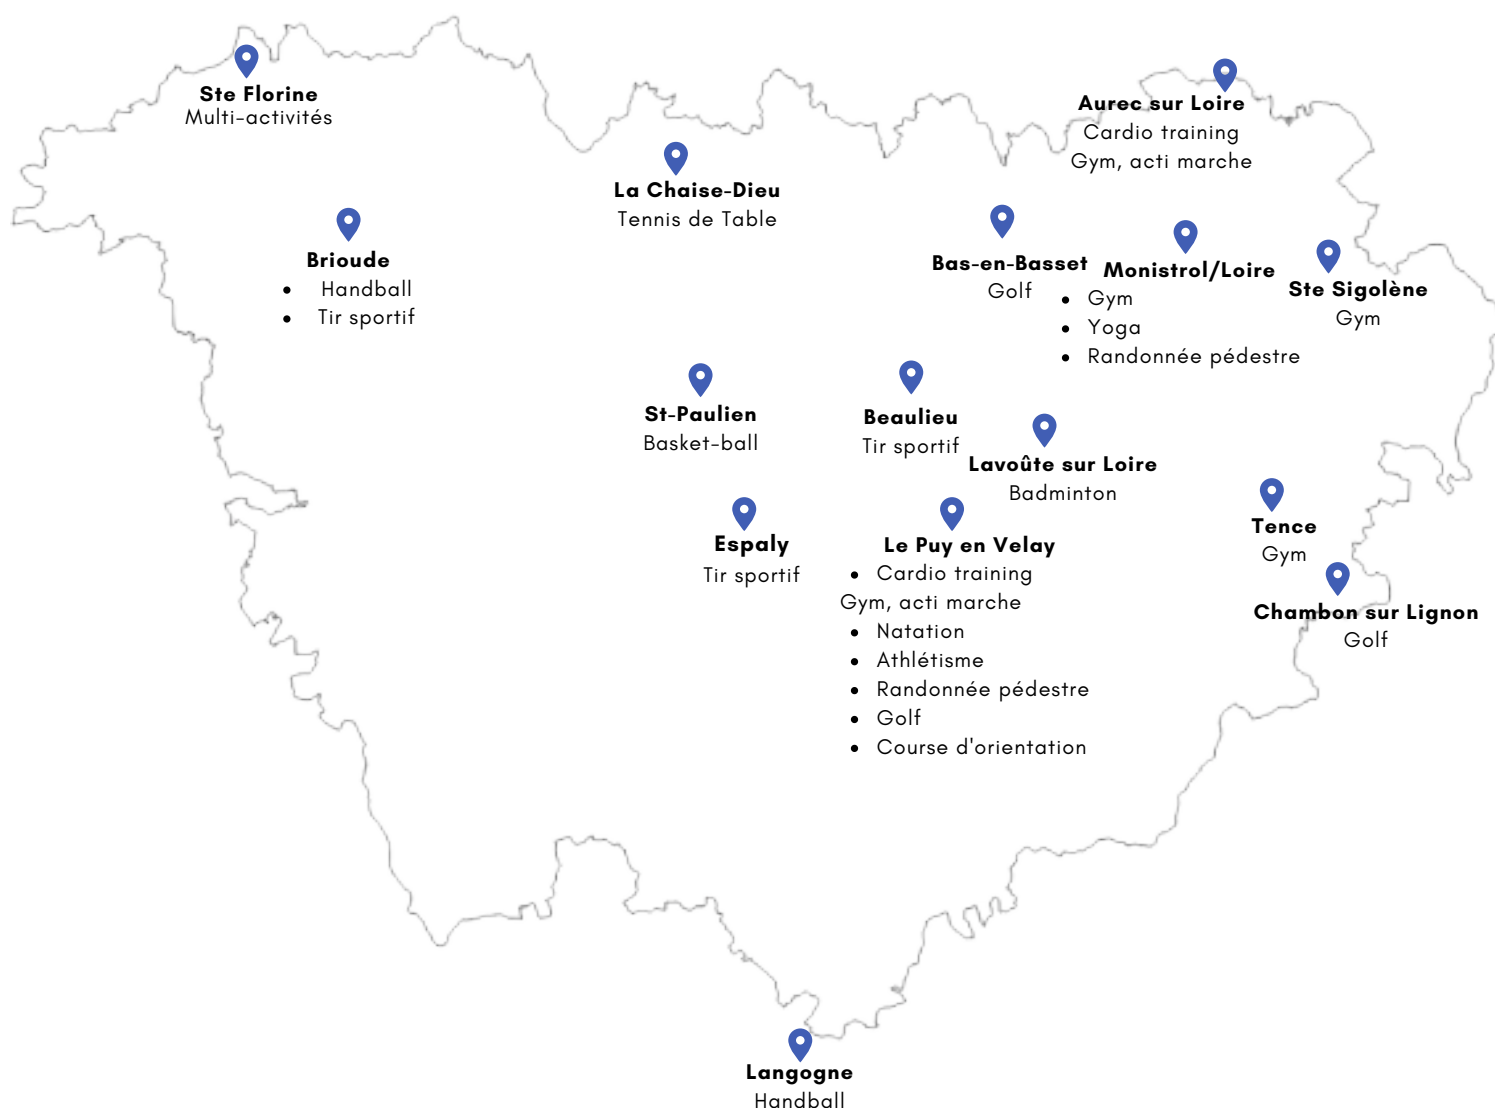 Ste Florine
Multi-activités
Aurec sur Loire
Cardio training
Gym, acti marche
La Chaise-Dieu
Tennis de Table
Brioude
• Handball
• Tir sportif
Bas-en-Basset
Golf
Monistrol/Loire
• Gym
• Yoga
• Randonnée pédestre
Ste Sigolène
Gym
St-Paulien
Basket-ball
Beaulieu
Tir sportif
Lavoûte sur Loire
Badminton
Espaly
Tir sportif
Le Puy en Velay
• Cardio training
Gym, acti marche
• Natation
• Athlétisme
• Randonnée pédestre
• Golf
• Course d'orientation
Tence
Gym
Chambon sur Lignon
Golf
Langogne
Handball